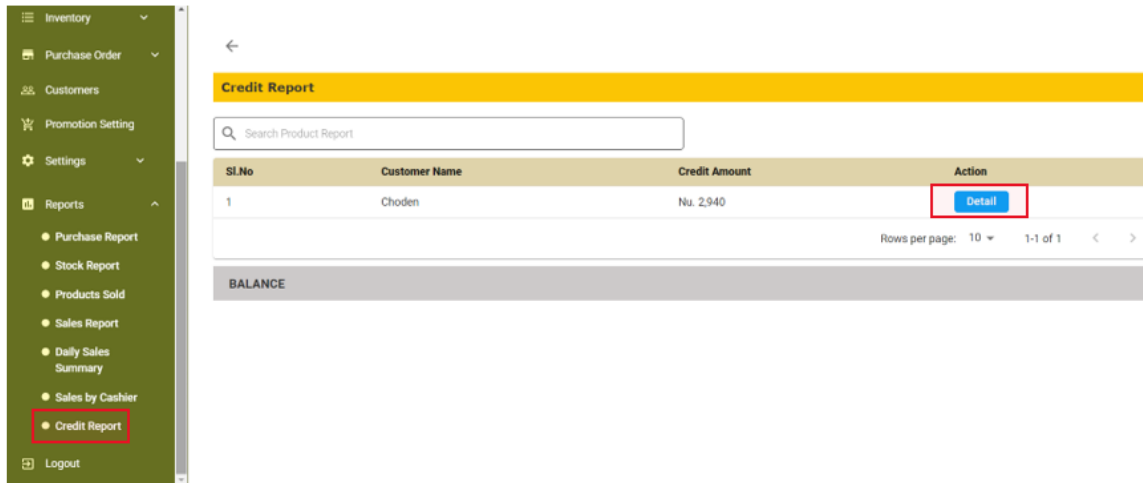 Inventory
Purchase Order
Customers
Promotion Setting
Settings
Reports
Purchase Report
Stock Report
Products Sold
Sales Report
Daily Sales
Summary
Sales by Cashier
Credit Report
Logout
Credit Report
Search Product Report
Sl.No Customer Name Credit Amount Action
1 Choden Nu. 2,940 Detail
Rows per page: 10 1-1 of 1
BALANCE